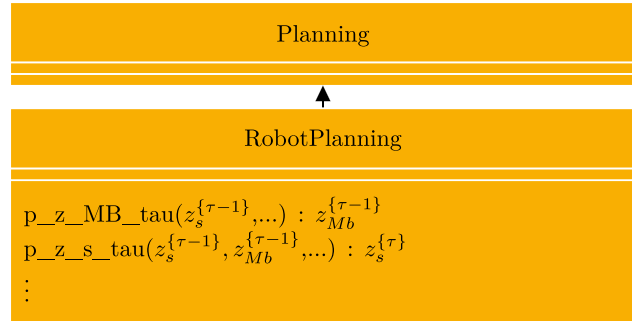 Planning
RobotPlanning
p_z_MB_tau($z_s^{\{\tau-1\}}$,...) : $z_{Mb}^{\{\tau-1\}}$
p_z_s_tau($z_s^{\{\tau-1\}}, z_{Mb}^{\{\tau-1\}}$,...) : $z_s^{\{\tau\}}$
⋮